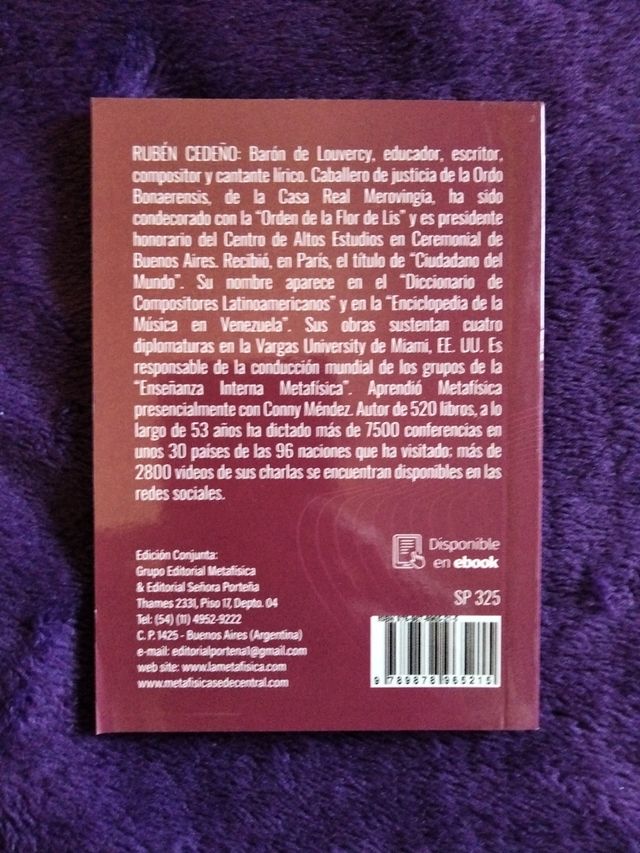 RUBÉN CEDEÑO: Barón de Louvercy, educador, escritor,
compositor y cantante lírico. Caballero de justicia de la Ordo
Bonaerensis, de la Casa Real Merovingia, ha sido
condecorado con la “Orden de la Flor de Lis” y es presidente
honorario del Centro de Altos Estudios en Ceremonial de
Buenos Aires. Recibió, en París, el título de “Ciudadano del
Mundo”. Su nombre aparece en el “Diccionario de
Compositores Latinoamericanos” y en la “Enciclopedia de la
Música en Venezuela”. Sus obras sustentan cuatro
diplomaturas en la Vargas University de Miami, EE. UU. Es
responsable de la conducción mundial de los grupos de la
“Enseñanza Interna Metafísica”. Aprendió Metafísica
presencialmente con Conny Méndez. Autor de 520 libros, a lo
largo de 53 años ha dictado más de 7500 conferencias en
unos 30 países de las 96 naciones que ha visitado; más de
2800 videos de sus charlas se encuentran disponibles en las
redes sociales.
Disponible
en ebook
SP 325
Edición Conjunta:
Grupo Editorial Metafísica
& Editorial Señora Porteña
Thames 2331, Piso 17, Depto. 04
Tel: (54) (11) 4952-9222
C. P. 1425 - Buenos Aires (Argentina)
e-mail: editorialportena1@gmail.com
web site: www.lametafisica.com
www.metafisicasedecentral.com
ISBN
9 789878 965215